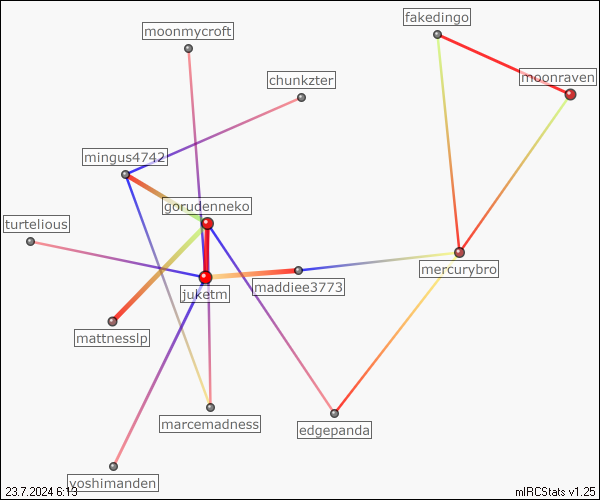 fakedingo
moonmycroft
moonraven
chunkzter
mingus4742
gorudenneko
turtelious
mercurybro
maddiee3773
juketm
mattnesslp
marcemadness
edgepanda
yoshimanden
23.7.2024 6:13
mIRCStats v1.25